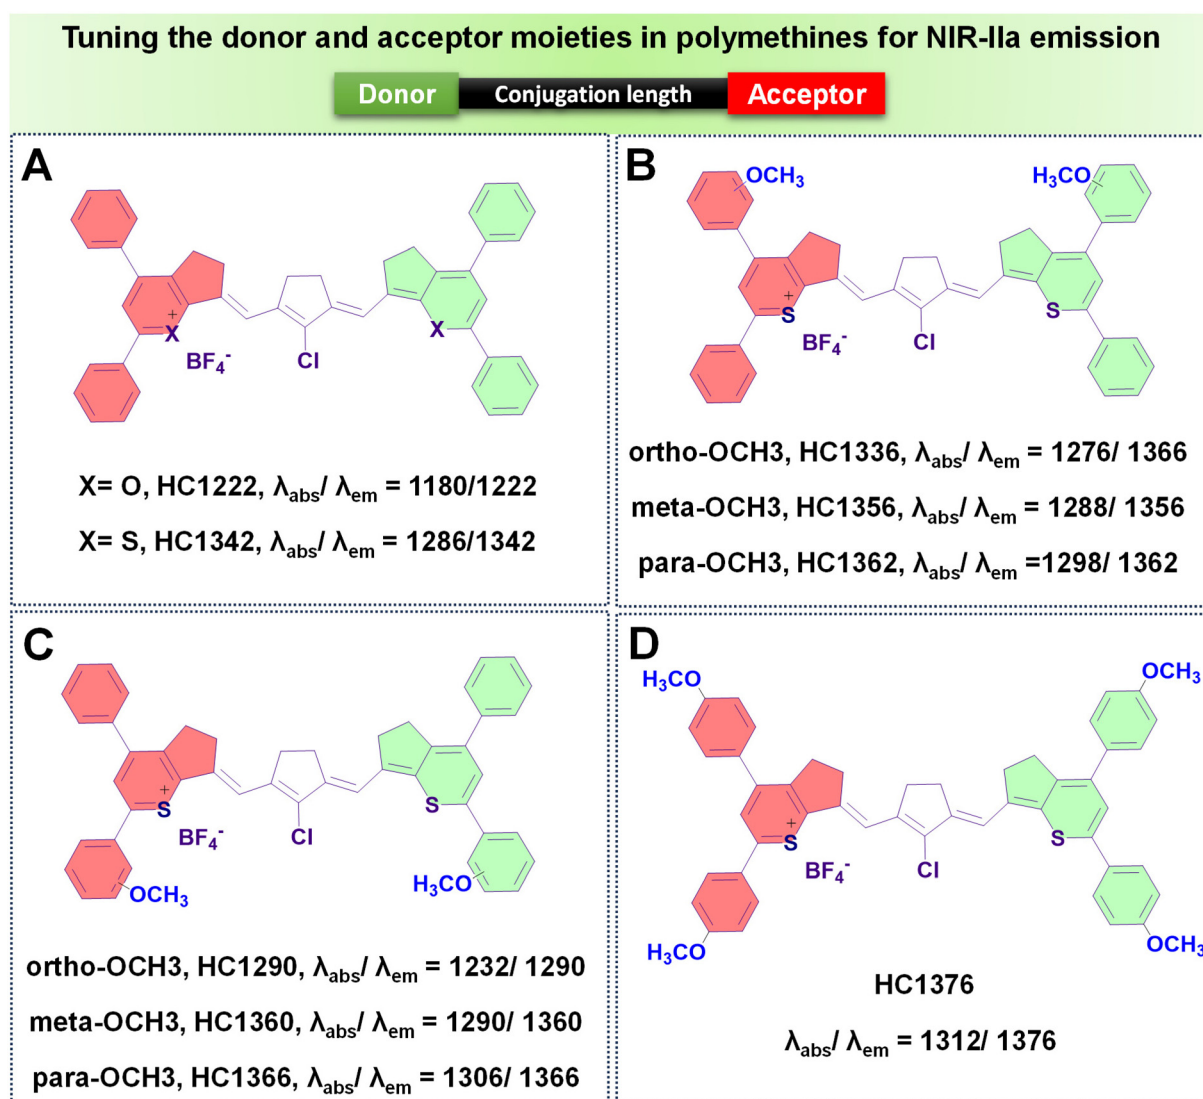 Tuning the donor and acceptor moieties in polymethines for NIR-IIa emission
Donor Conjugation length Acceptor
A
X
+
X
BF4-
Cl
X= O, HC1222, λabs/ λem = 1180/1222
X= S, HC1342, λabs/ λem = 1286/1342
B
OCH3
H3CO
+
S
S
BF4-
Cl
ortho-OCH3, HC1336, λabs/ λem = 1276/ 1366
meta-OCH3, HC1356, λabs/ λem = 1288/ 1356
para-OCH3, HC1362, λabs/ λem =1298/ 1362
C
+
S
S
BF4-
Cl
OCH3
H3CO
ortho-OCH3, HC1290, λabs/ λem = 1232/ 1290
meta-OCH3, HC1360, λabs/ λem = 1290/ 1360
para-OCH3, HC1366, λabs/ λem = 1306/ 1366
D
H3CO
OCH3
+
S
S
BF4-
Cl
H3CO
OCH3
HC1376
λabs/ λem = 1312/ 1376